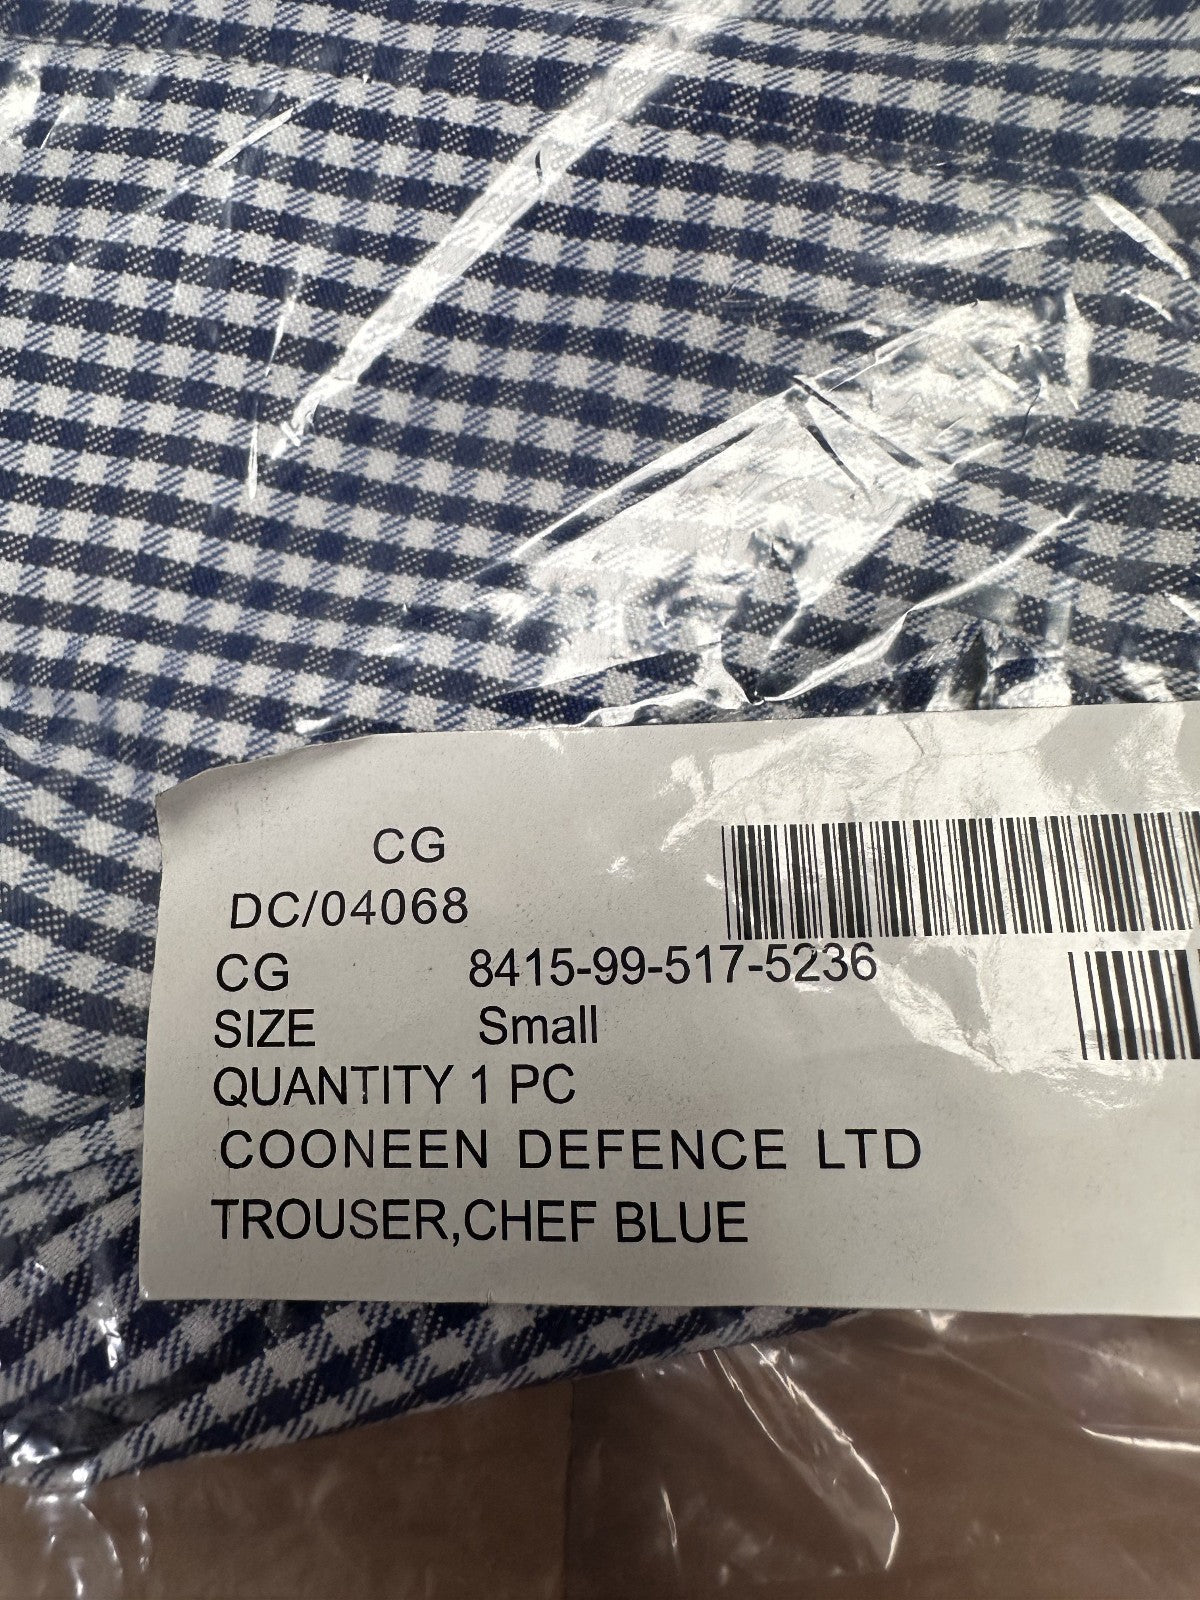 CG
DC/04068
CG 8415-99-517-5236
SIZE Small
QUANTITY 1 PC
COONEEN DEFENCE LTD
TROUSER,CHEF BLUE